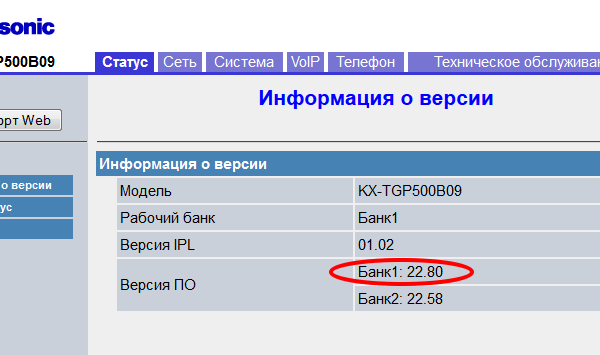 sonic
P500B09
Статус Сеть Система VoIP Телефон Техническое обслужива
Информация о версии
орт Web
Информация о версии
о версии
ус
Модель KX-TGP500B09
Рабочий банк Банк1
Версия IPL 01.02
Версия ПО
Банк1: 22.80
Банк2: 22.58